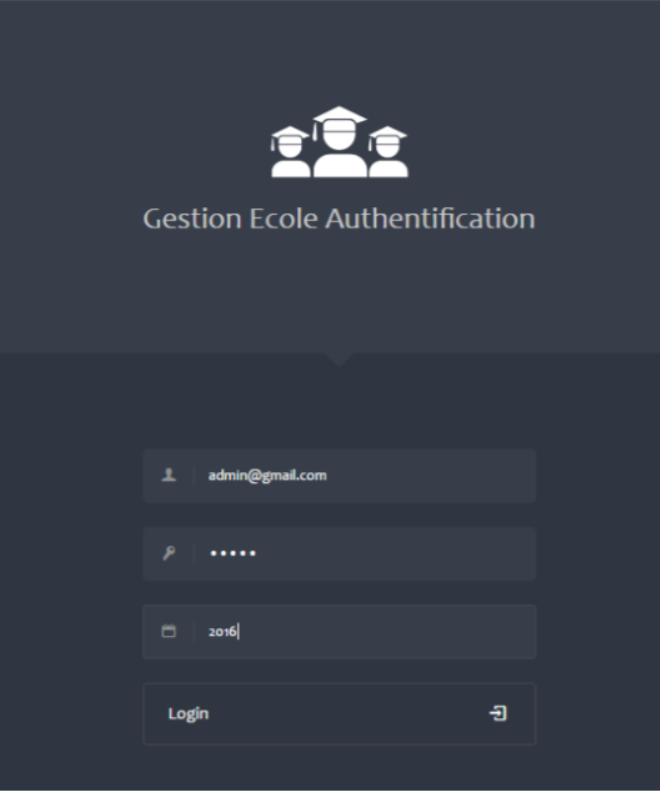 Gestion Ecole Authentification
admin@gmail.com
•••••
2016
Login